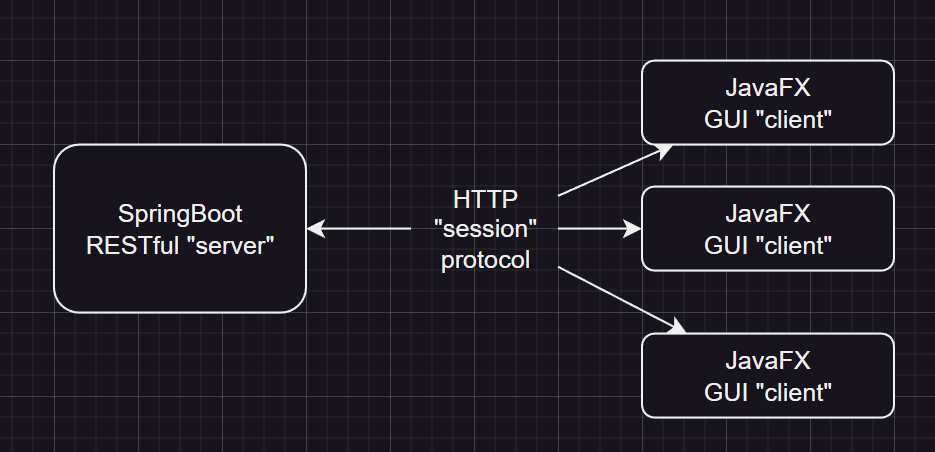 SpringBoot
RESTful "server"
HTTP
"session"
protocol
JavaFX
GUI "client"
JavaFX
GUI "client"
JavaFX
GUI "client"